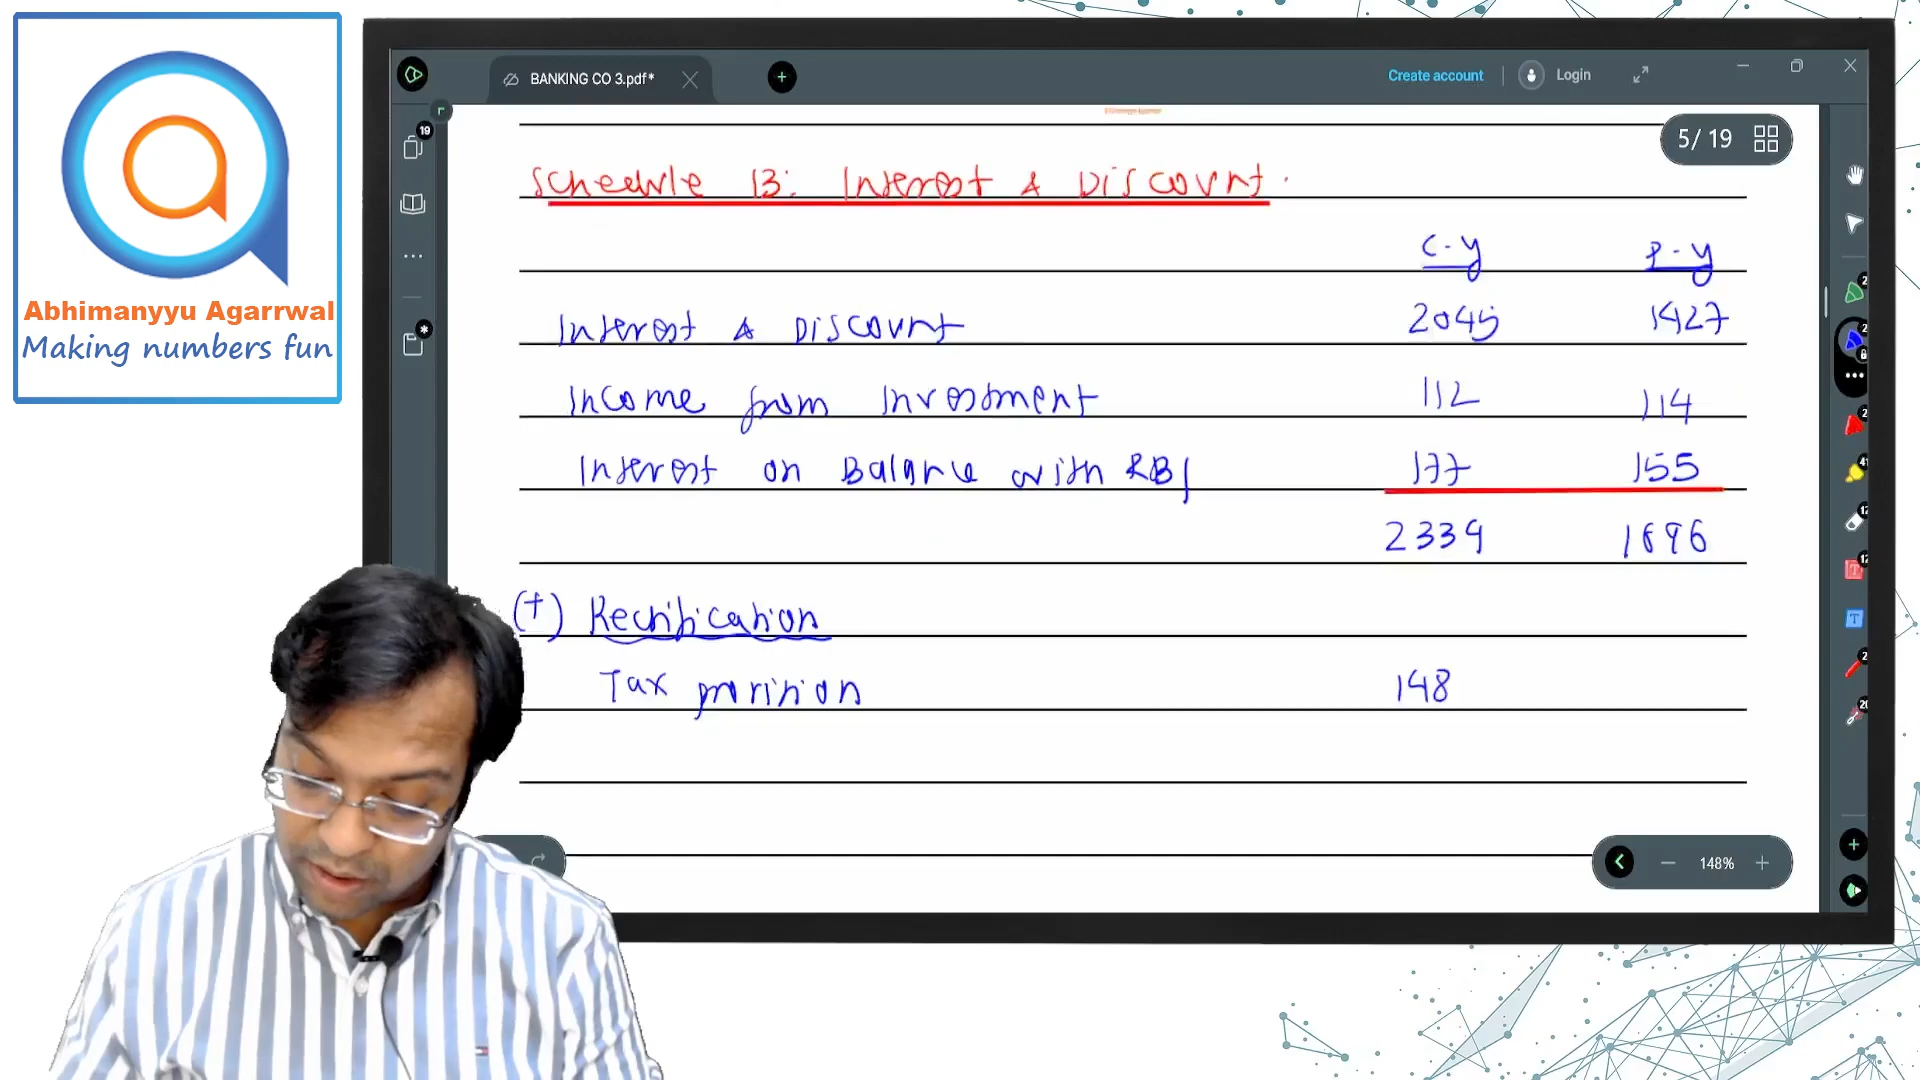 Abhimanyyu Agarrwal
Making numbers fun
BANKING CO 3.pdf*
Create account
Login
19
5/ 19
Schedule 13: Interest & Discount.
C-y P-y
Interest & Discount 2045 1427
Income from Investment 112 114
Interest on Balance with RBI 177 155
2334 1696
(+) Rectification
Tax provision 148
148%